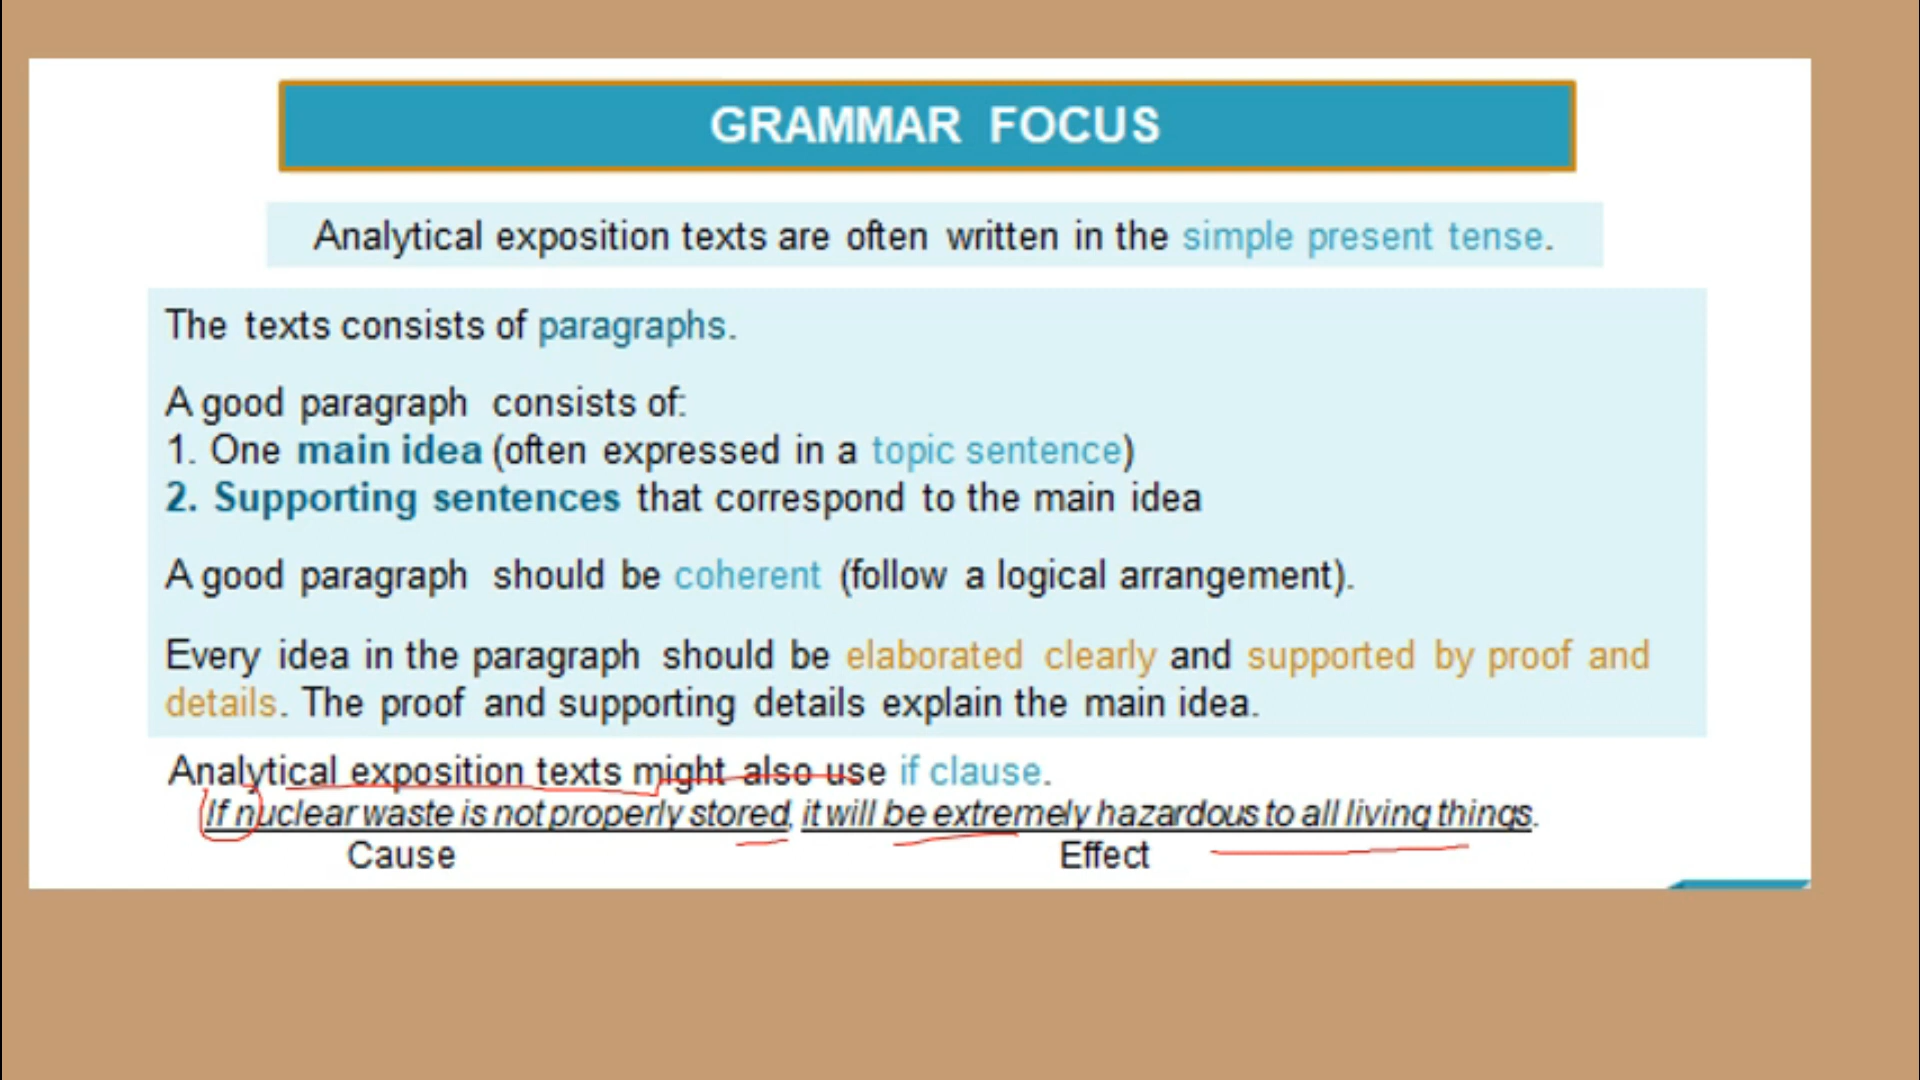 GRAMMAR FOCUS
Analytical exposition texts are often written in the simple present tense.
The texts consists of paragraphs.
A good paragraph consists of:
1. One main idea (often expressed in a topic sentence)
2. Supporting sentences that correspond to the main idea
A good paragraph should be coherent (follow a logical arrangement).
Every idea in the paragraph should be elaborated clearly and supported by proof and
details. The proof and supporting details explain the main idea.
Analytical exposition texts might also use if clause.
If nuclear waste is not properly stored, it will be extremely hazardous to all living things.
Cause Effect